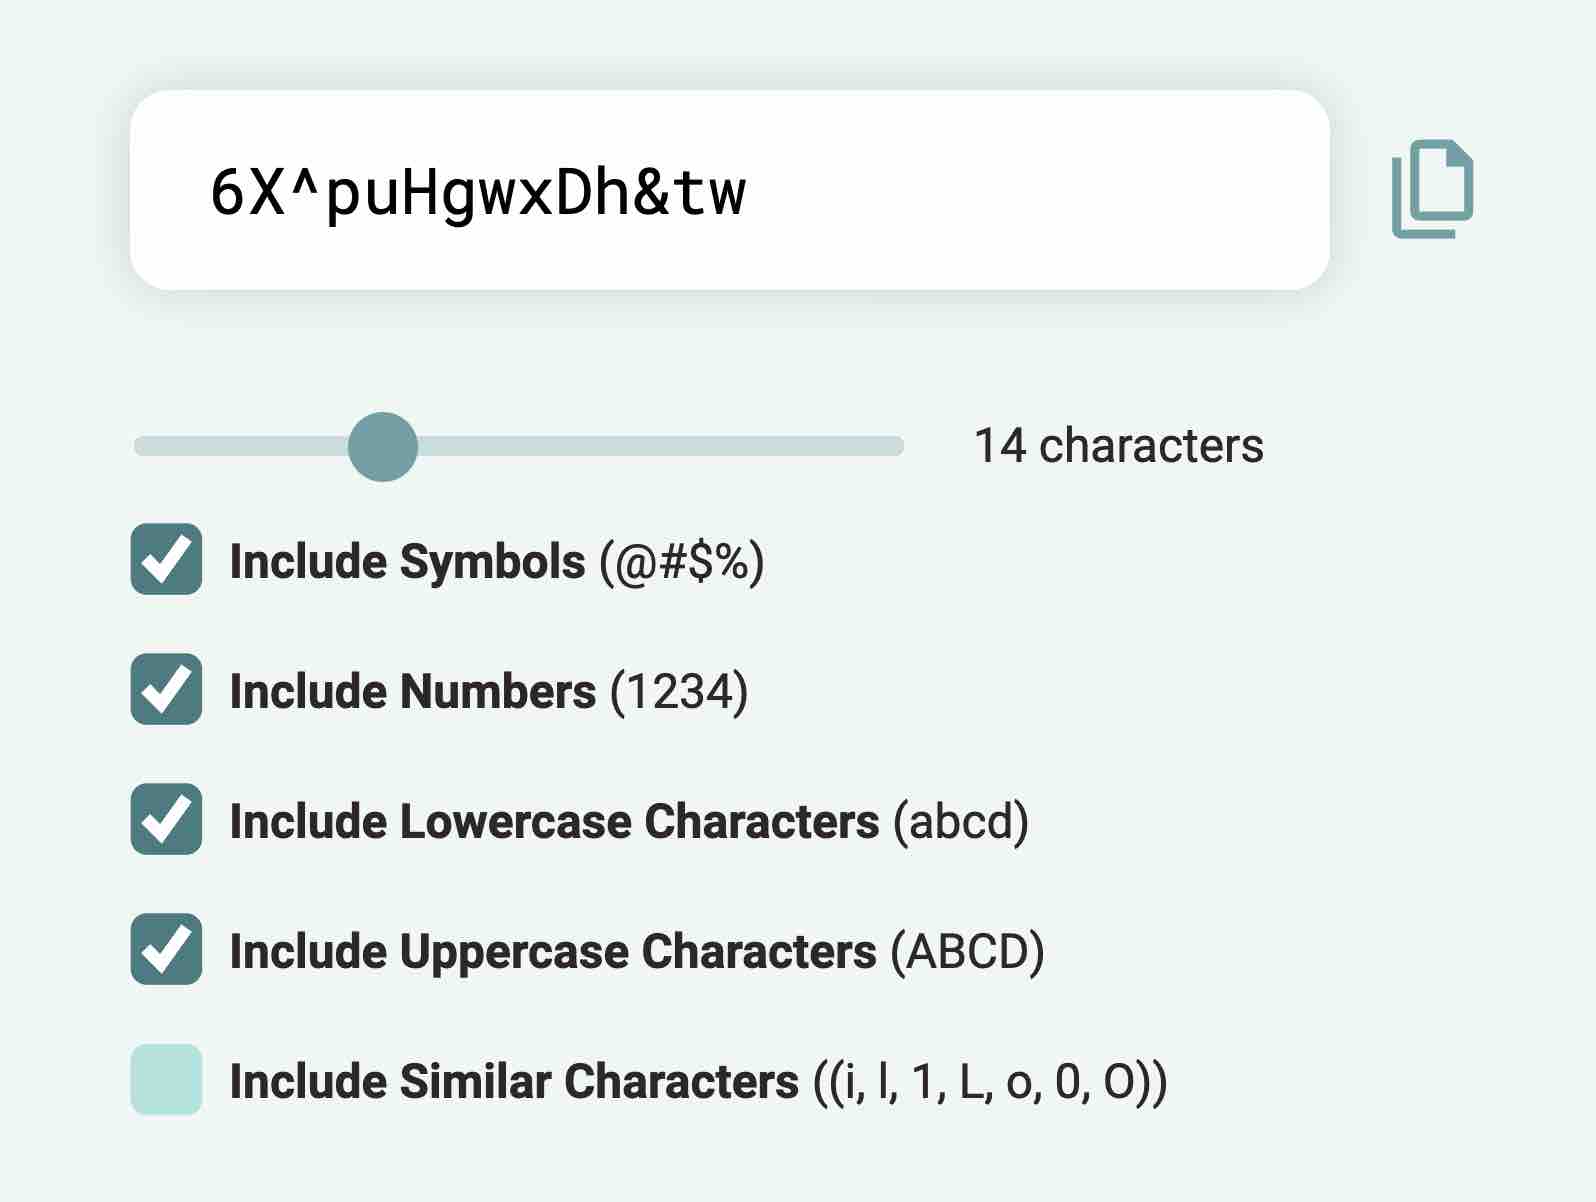 6X^puHgwxDh&tw
14 characters
Include Symbols (@#$%)
Include Numbers (1234)
Include Lowercase Characters (abcd)
Include Uppercase Characters (ABCD)
Include Similar Characters ((i, l, 1, L, o, 0, O))